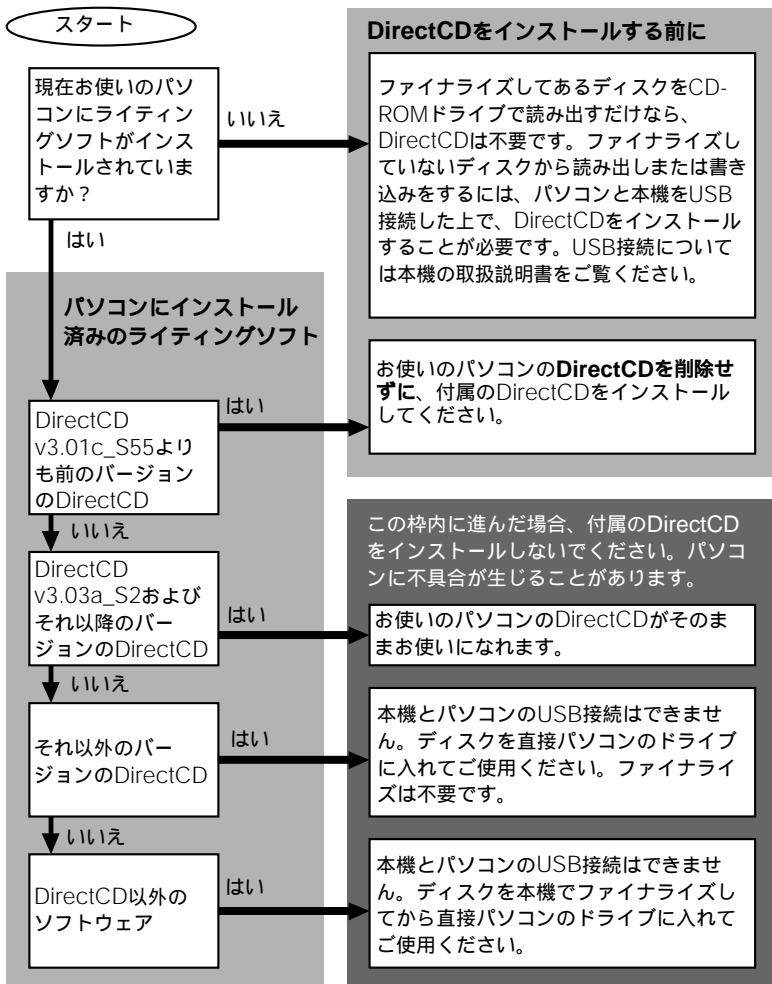 スタート
現在お使いのパソ
コンにライティン
グソフトがインス
トールされていま
すか？
いいえ
はい
DirectCDをインストールする前に
ファイナライズしてあるディスクをCD-
ROMドライブで読み出すだけなら、
DirectCDは不要です。ファイナライズし
ていないディスクから読み出しまたは書き
込みをするには、パソコンと本機をUSB
接続した上で、DirectCDをインストール
することが必要です。USB接続について
は本機の取扱説明書をご覧ください。
パソコンにインストール
済みのライティングソフト
DirectCD
v3.01c_S55より
も前のバージョン
のDirectCD
はい
お使いのパソコンのDirectCDを削除せ
ずに、付属のDirectCDをインストール
してください。
いいえ
この枠内に進んだ場合、付属のDirectCD
をインストールしないでください。パソコ
ンに不具合が生じることがあります。
DirectCD
v3.03a_S2および
それ以降のバー
ジョンのDirectCD
はい
お使いのパソコンのDirectCDがそのま
まお使いになれます。
いいえ
それ以外のバー
ジョンのDirectCD
はい
本機とパソコンのUSB接続はできませ
ん。ディスクを直接パソコンのドライブ
に入れてご使用ください。ファイナライ
ズは不要です。
いいえ
DirectCD以外の
ソフトウェア
はい
本機とパソコンのUSB接続はできませ
ん。ディスクを本機でファイナライズし
てから直接パソコンのドライブに入れて
ご使用ください。